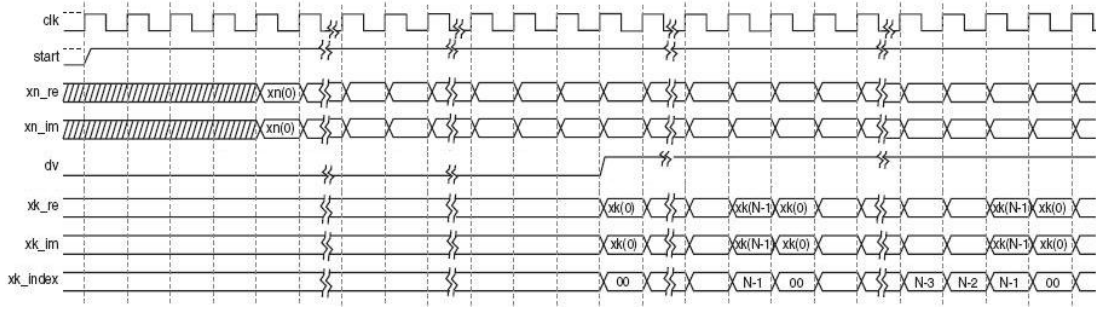 clk
start
xn_re xn(0)
xn_im xn(0)
dv
xk_re xk(0) xk(N-1) xk(0) xk(N-1) xk(0)
xk_im xk(0) xk(N-1) xk(0) xk(N-1) xk(0)
xk_index 00 N-1 00 N-3 N-2 N-1 00